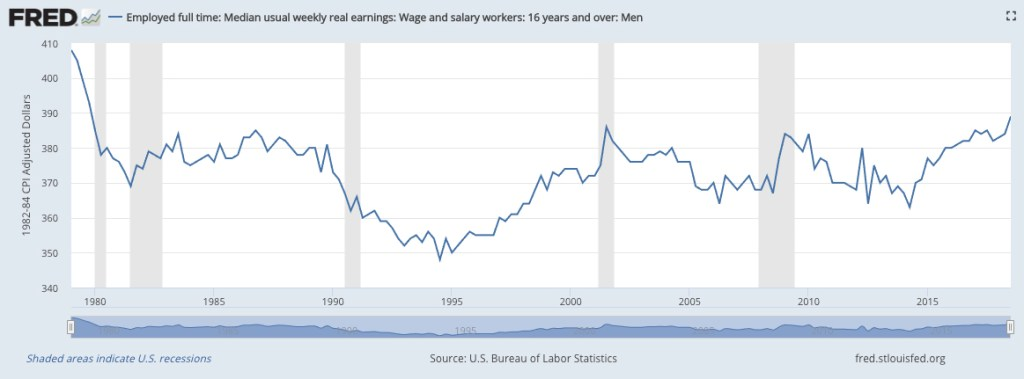 FRED
Employed full time: Median usual weekly real earnings: Wage and salary workers: 16 years and over: Men
1982-84 CPI Adjusted Dollars
410
400
390
380
370
360
350
340
1980 1985 1990 1995 2000 2005 2010 2015
1995
Shaded areas indicate U.S. recessions Source: U.S. Bureau of Labor Statistics fred.stlouisfed.org